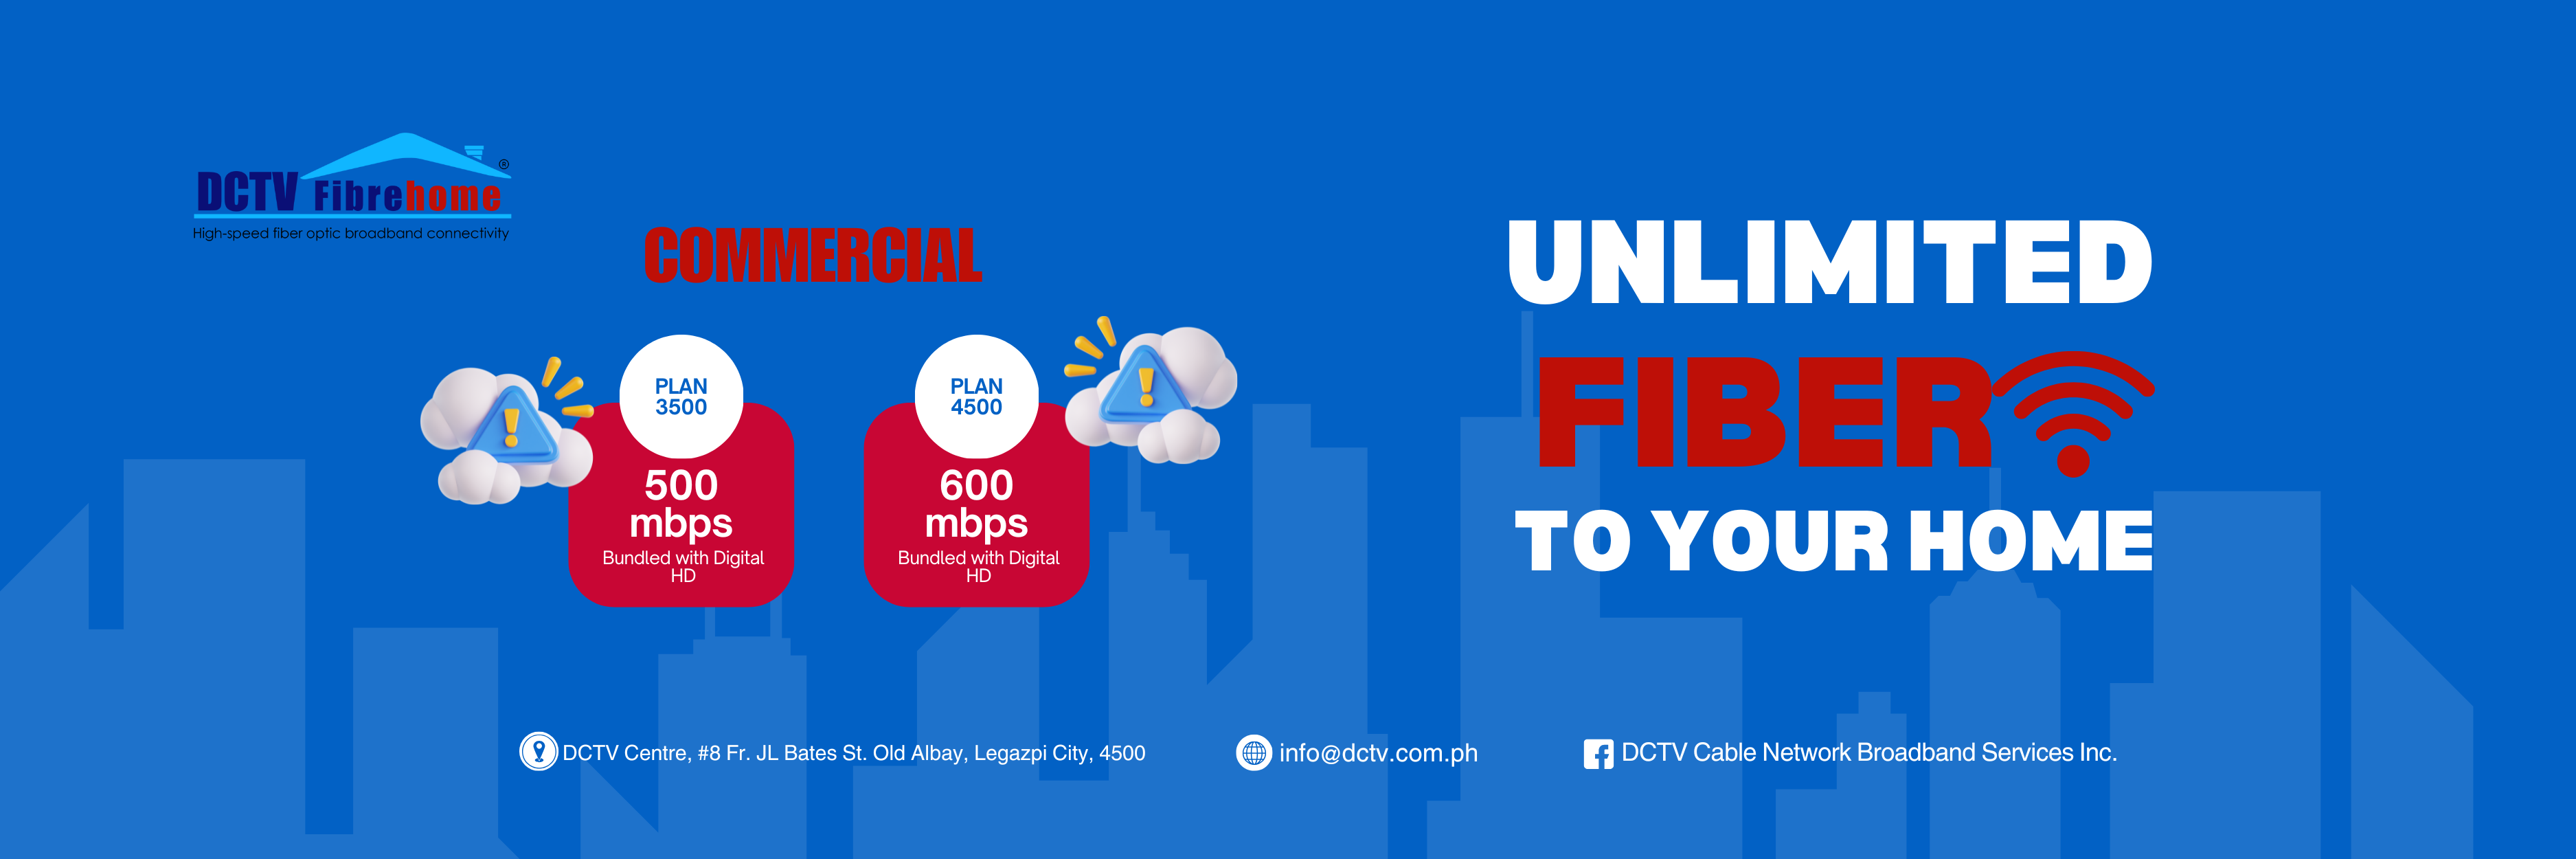 DCTV Fibrehome ®
High-speed fiber optic broadband connectivity
COMMERCIAL
PLAN
3500
500
mbps
Bundled with Digital
HD
PLAN
4500
600
mbps
Bundled with Digital
HD
UNLIMITED
FIBER
TO YOUR HOME
DCTV Centre, #8 Fr. JL Bates St. Old Albay, Legazpi City, 4500
info@dctv.com.ph
DCTV Cable Network Broadband Services Inc.